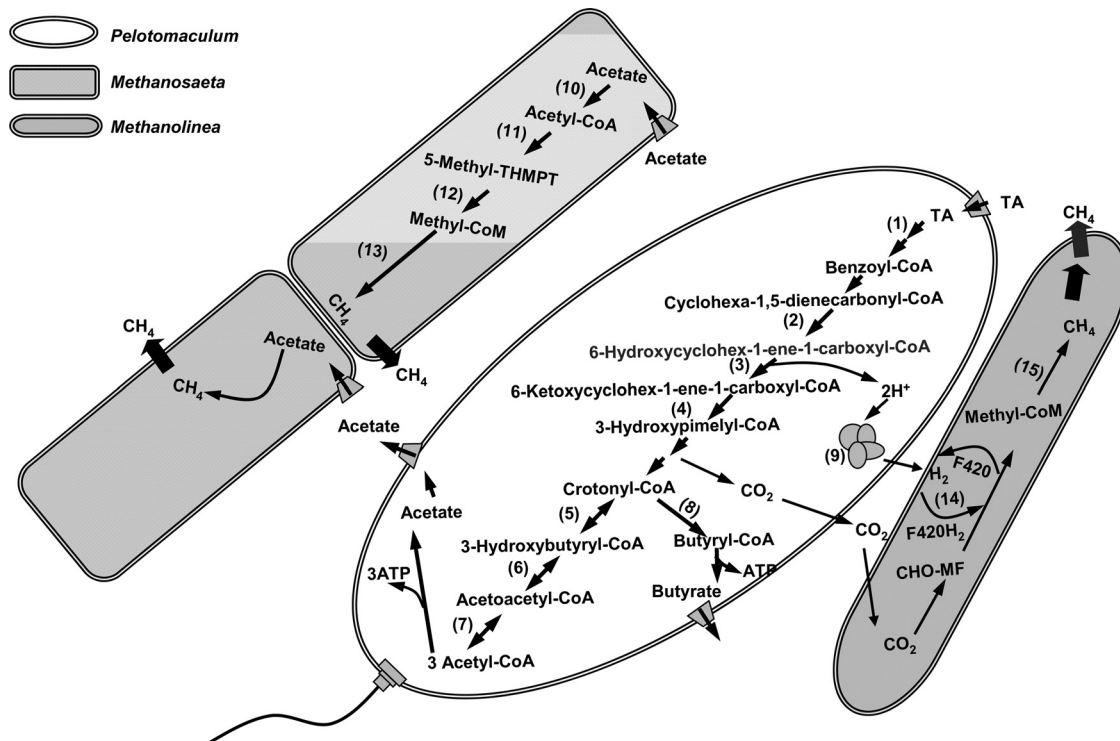 Pelotomaculum
Methanosaeta
Methanolinea
Acetate
(10)
Acetyl-CoA
(11)
5-Methyl-THMPT
(12)
Methyl-CoM
(13)
CH4
CH4
Acetate
Acetate
CH4
CH4
Acetate
Acetate
3ATP
TA
TA
(1)
Benzoyl-CoA
Cyclohexa-1,5-dienecarbonyl-CoA
(2)
6-Hydroxycyclohex-1-ene-1-carboxyl-CoA
(3)
6-Ketoxycyclohex-1-ene-1-carboxyl-CoA
2H+
(4)
3-Hydroxypimelyl-CoA
(9)
CO2
CO2
Crotonyl-CoA
(5)
(8)
3-Hydroxybutyryl-CoA
Butyryl-CoA
(6)
ATP
Acetoacetyl-CoA
Butyrate
(7)
3 Acetyl-CoA
CH4
CH4
(15)
Methyl-CoM
F420
H2
(14)
F420H2
CHO-MF
CO2